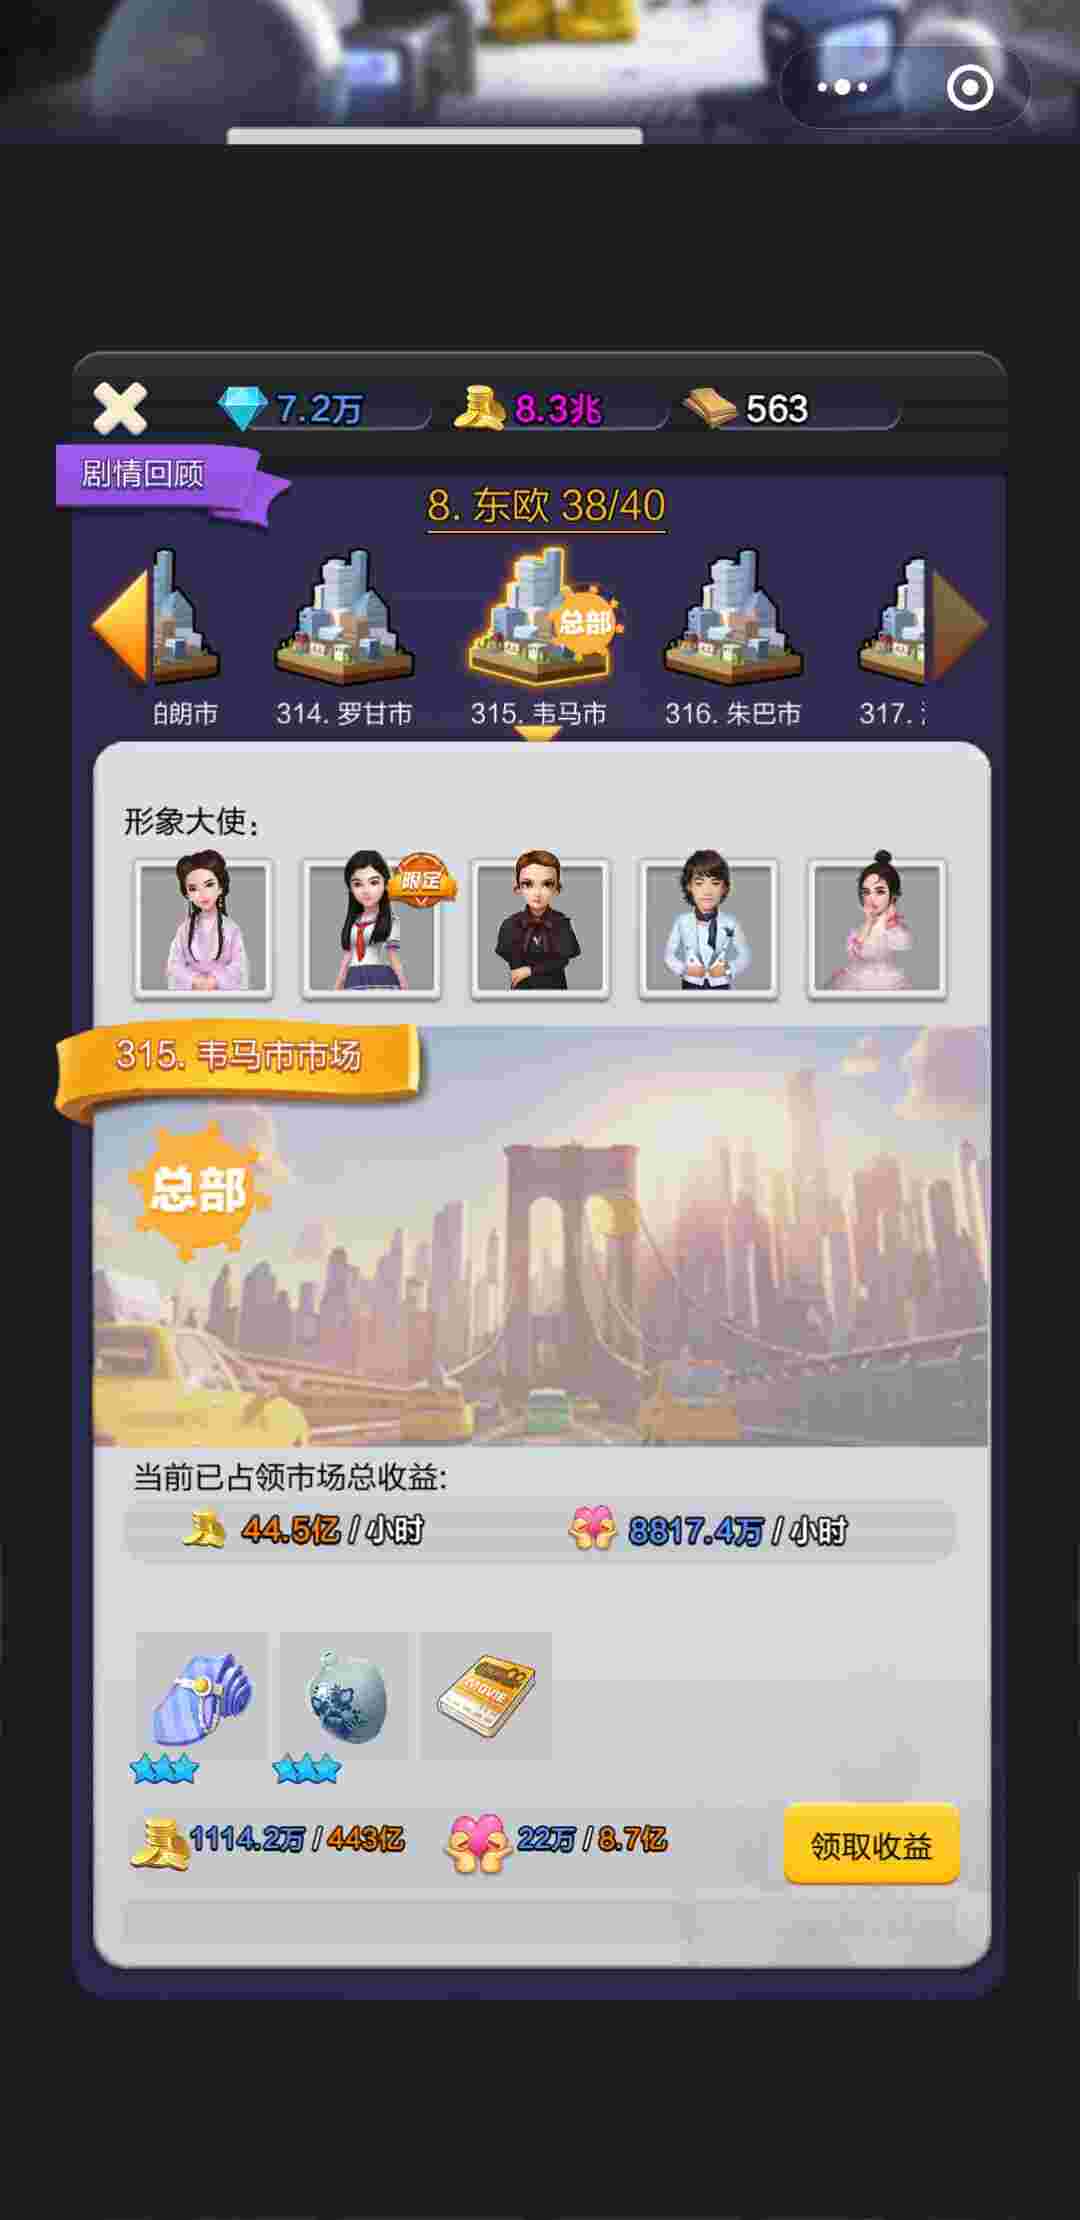 7.2万 8.3兆 563
剧情回顾
8. 东欧 38/40
总部
白朗市 314. 罗甘市 315. 韦马市 316. 朱巴市 317.
形象大使：
限定
315. 韦马市市场
总部
当前已占领市场总收益:
44.5亿 / 小时 8817.4万 / 小时
MOVIE
1114.2万 / 443亿 22万 / 8.7亿
领取收益